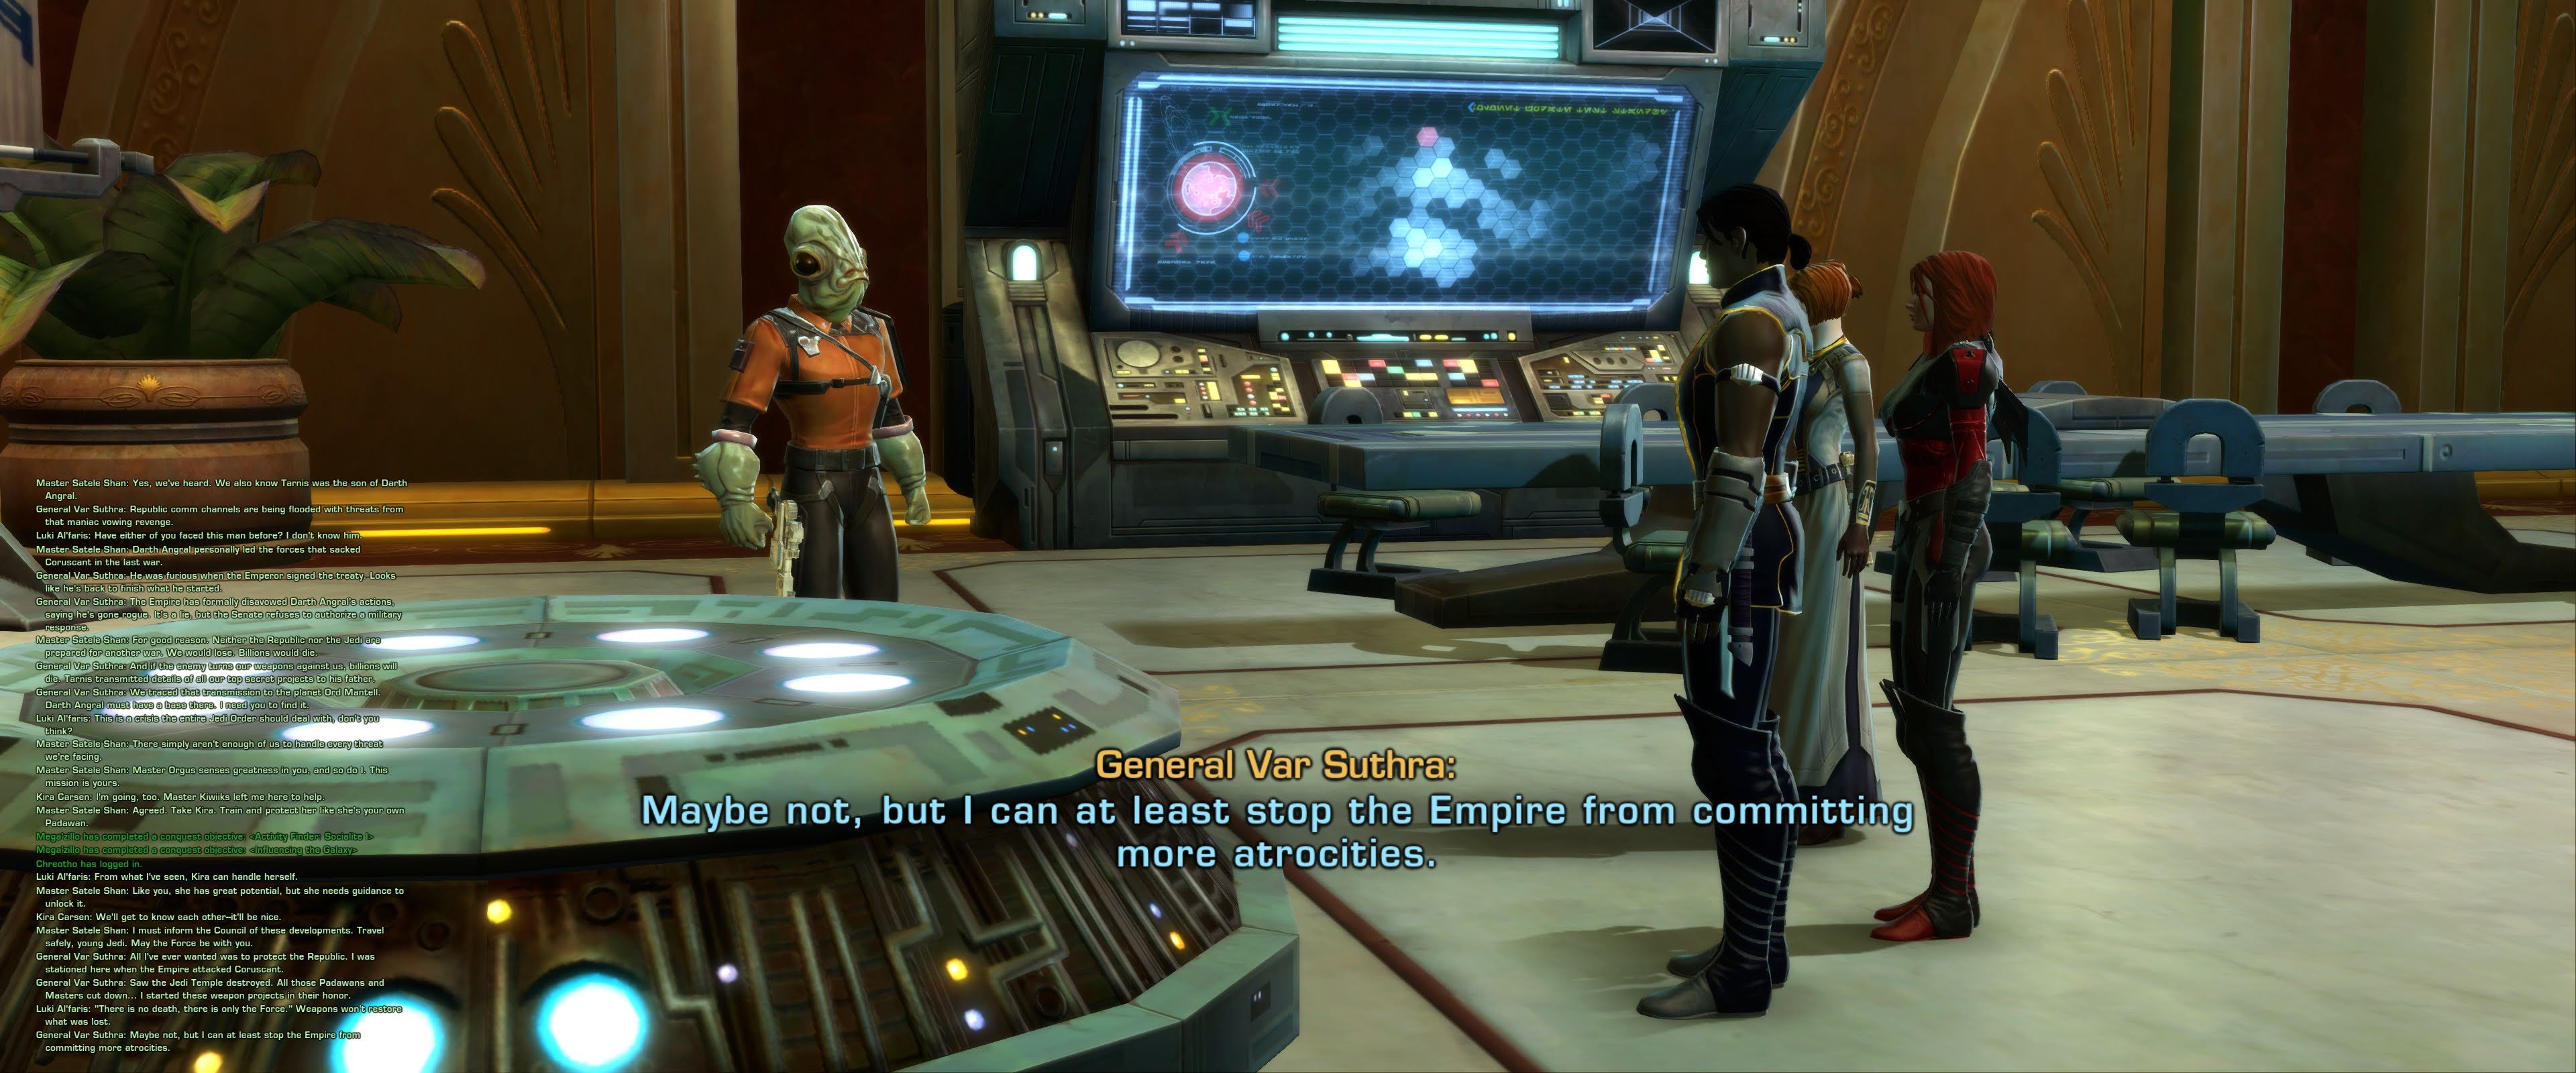 Master Satele Shan: Yes, we've heard. We also know Tarnis was the son of Darth
Angral.
General Var Suthra: Republic comm channels are being flooded with threats from
that maniac vowing revenge.
Luki Al'faris: Have either of you faced this man before? I don't know him.
Master Satele Shan: Darth Angral personally led the forces that sacked
Coruscant in the last war.
General Var Suthra: He was furious when the Emperor signed the treaty. Looks
like he's back to finish what he started.
General Var Suthra: The Empire has formally disavowed Darth Angral's actions,
saying he's gone rogue. It's a lie, but the Senate refuses to authorize a military
response.
Master Satele Shan: For good reason. Neither the Republic nor the Jedi are
prepared for another war. We would lose. Billions would die.
General Var Suthra: And if the enemy turns our weapons against us, billions will
die. Tarnis transmitted details of all our top secret projects to his father.
General Var Suthra: We traced that transmission to the planet Ord Mantell.
Darth Angral must have a base there. I need you to find it.
Luki Al'faris: This is a crisis the entire Jedi Order should deal with, don't you
think?
Master Satele Shan: There simply aren't enough of us to handle every threat
we're facing.
Master Satele Shan: Master Orgus senses greatness in you, and so do I. This
mission is yours.
Kira Carsen: I'm going, too. Master Kiwiiks left me here to help.
Master Satele Shan: Agreed. Take Kira. Train and protect her like she's your own
Padawan.
Mega'zillo has completed a conquest objective: <Activity Finder: Socialite I>
Mega'zillo has completed a conquest objective: <Influencing the Galaxy>
Chreotho has logged in.
Luki Al'faris: From what I've seen, Kira can handle herself.
Master Satele Shan: Like you, she has great potential, but she needs guidance to
unlock it.
Kira Carsen: We'll get to know each other—it'll be nice.
Master Satele Shan: I must inform the Council of these developments. Travel
safely, young Jedi. May the Force be with you.
General Var Suthra: All I've ever wanted was to protect the Republic. I was
stationed here when the Empire attacked Coruscant.
General Var Suthra: Saw the Jedi Temple destroyed. All those Padawans and
Masters cut down... I started these weapon projects in their honor.
Luki Al'faris: "There is no death, there is only the Force." Weapons won't restore
what was lost.
General Var Suthra: Maybe not, but I can at least stop the Empire from
committing more atrocities.
General Var Suthra:
Maybe not, but I can at least stop the Empire from committing
more atrocities.